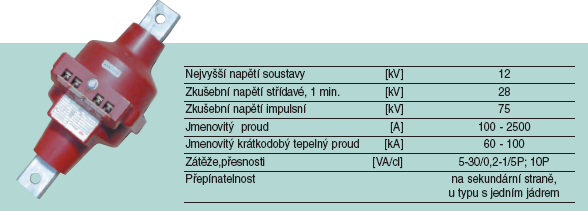 Nejvyšší napětí soustavy [kV] 12
Zkušební napětí střídavé, 1 min. [kV] 28
Zkušební napětí impulsní [kV] 75
Jmenovitý proud [A] 100 - 2500
Jmenovitý krátkodobý tepelný proud [kA] 60 - 100
Zátěže,přesnosti [VA/cl] 5-30/0,2-1/5P; 10P
Přepínatelnost na sekundární straně,
u typu s jedním jádrem